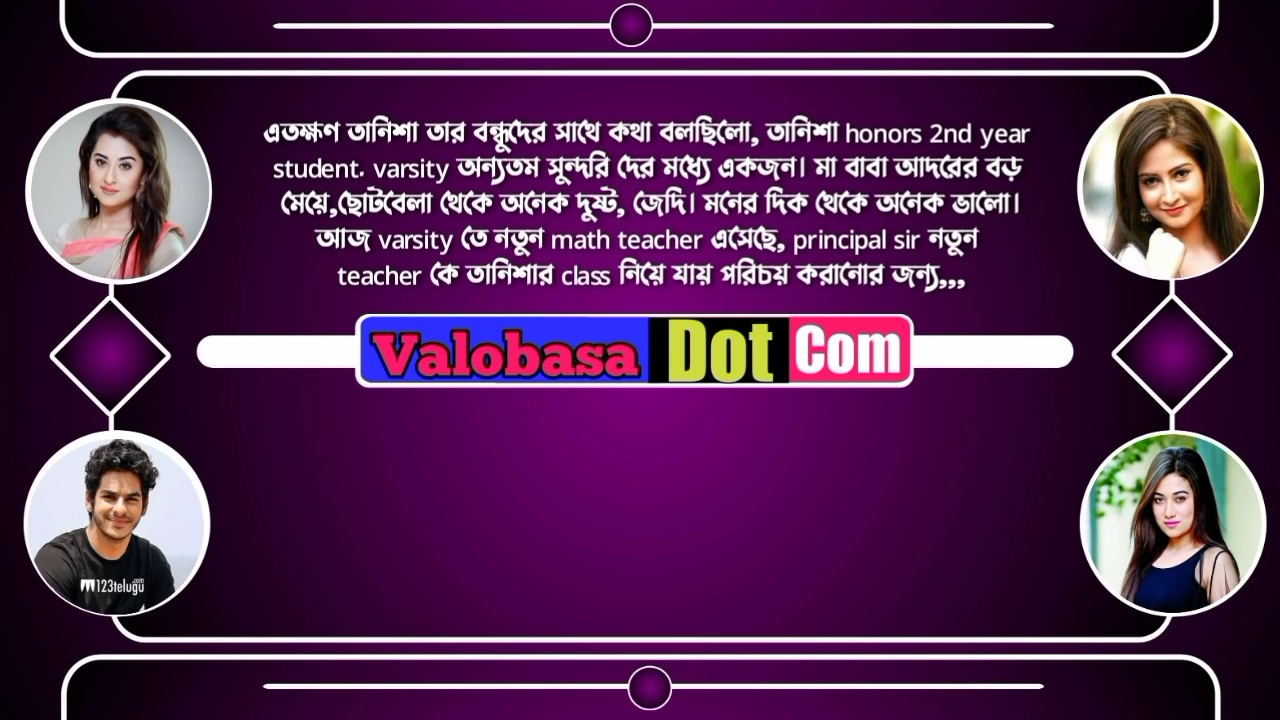 এতক্ষণ তানিশা তার বন্ধুদের সাথে কথা বলছিলো, তানিশা honors 2nd year
student. varsity অন্যতম সুন্দরি দের মধ্যে একজন। মা বাবা আদরের বড়
মেয়ে,ছোটবেলা থেকে অনেক দুষ্ট, জেদি। মনের দিক থেকে অনেক ভালো।
আজ varsity তে নতুন math teacher এসেছে, principal sir নতুন
teacher কে তানিশার class নিয়ে যায় পরিচয় করানোর জন্য,,,
Valobasa Dot Com
123telugu.com